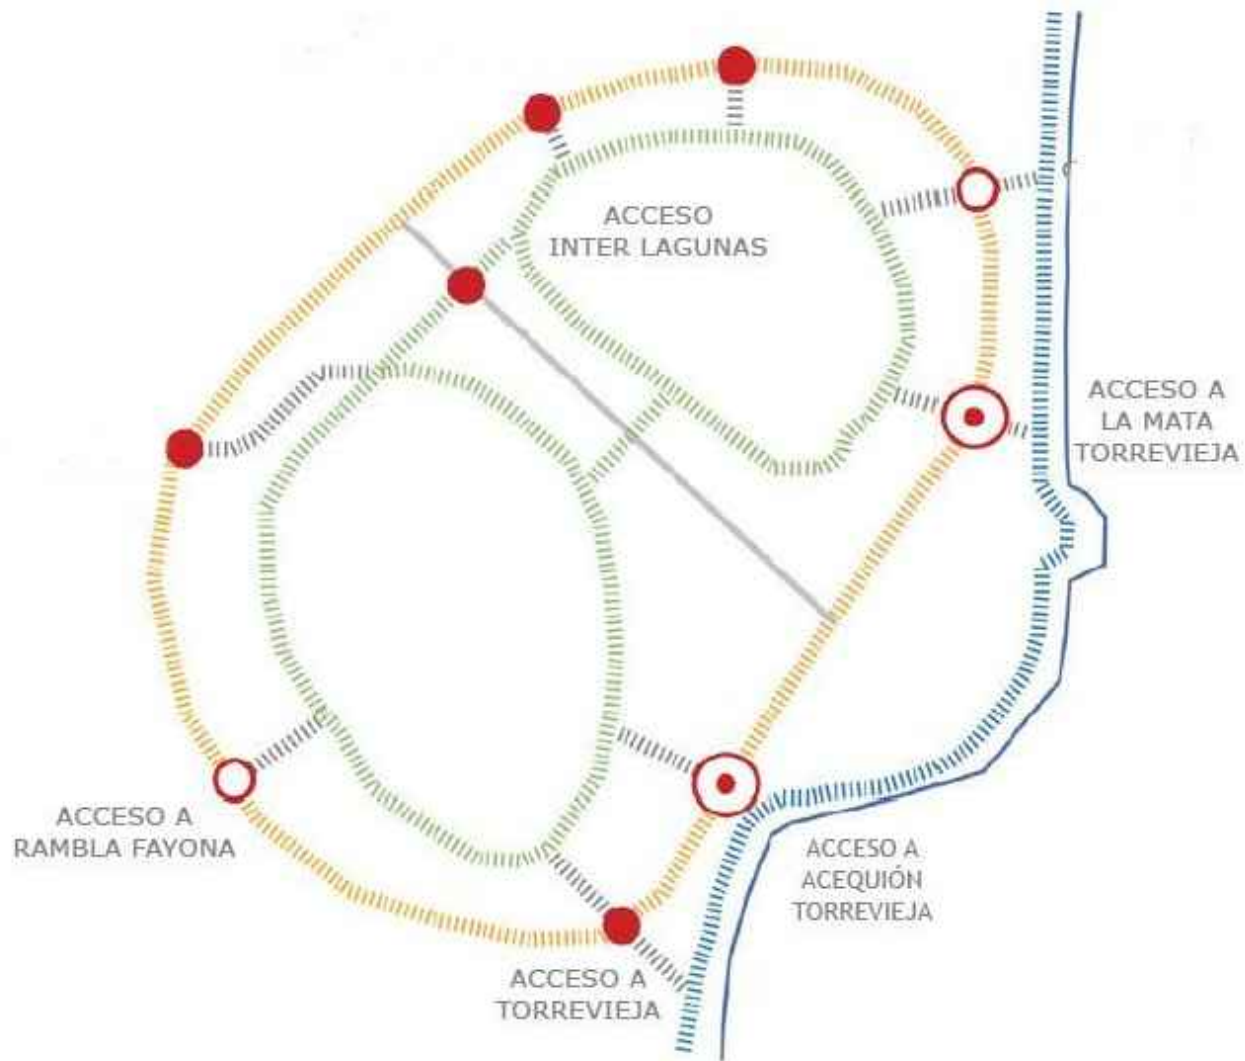 ACCESO
INTER LAGUNAS
ACCESO A
LA MATA
TORREVIEJA
ACCESO A
RAMBLA FAYONA
ACCESO A
ACEQUIÓN
TORREVIEJA
ACCESO A
TORREVIEJA